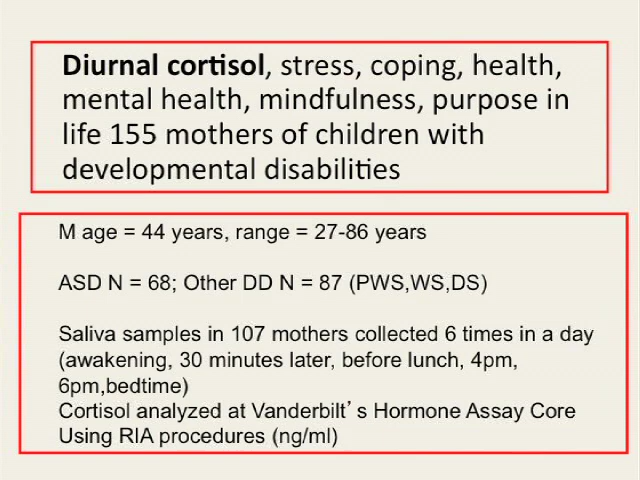 Diurnal cortisol, stress, coping, health,
mental health, mindfulness, purpose in
life 155 mothers of children with
developmental disabilities
M age = 44 years, range = 27-86 years
ASD N = 68; Other DD N = 87 (PWS,WS,DS)
Saliva samples in 107 mothers collected 6 times in a day
(awakening, 30 minutes later, before lunch, 4pm,
6pm,bedtime)
Cortisol analyzed at Vanderbilt’s Hormone Assay Core
Using RIA procedures (ng/ml)